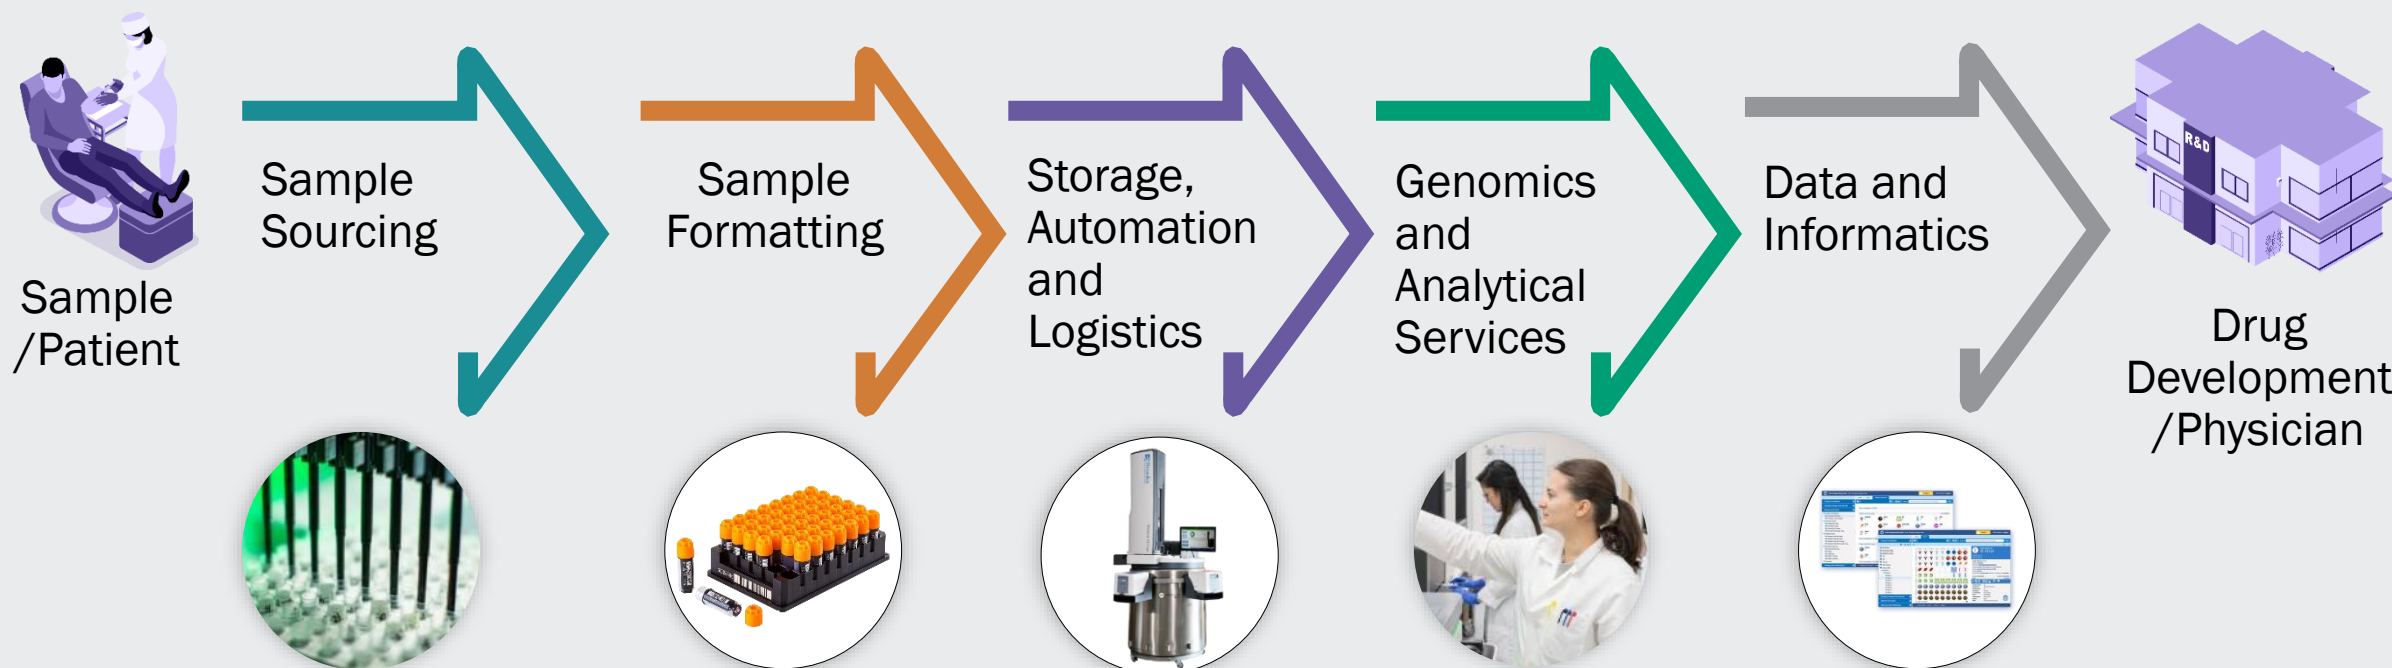 Sample
/Patient
Sample
Sourcing
Sample
Formatting
Storage,
Automation
and
Logistics
Genomics
and
Analytical
Services
Data and
Informatics
R&D
Drug
Development
/Physician